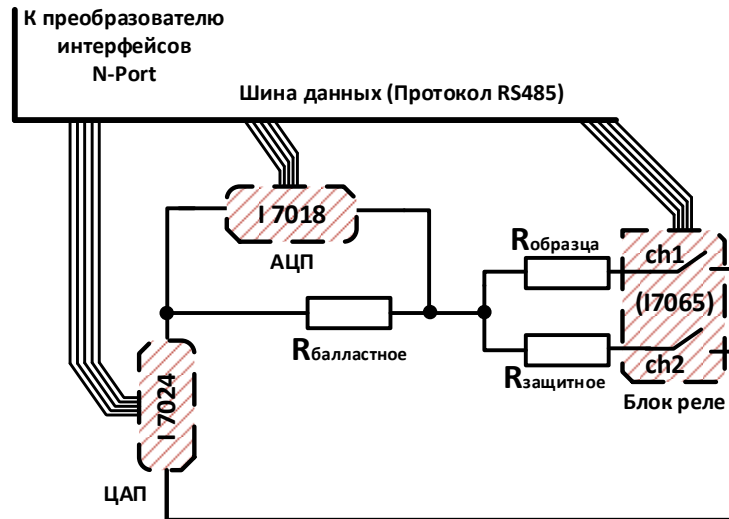 К преобразователю
интерфейсов
N-Port
Шина данных (Протокол RS485)
I 7018
АЦП
Rобразца
ch1
(I7065)
Rбалластное
Rзащитное
ch2
Блок реле
I 7024
ЦАП